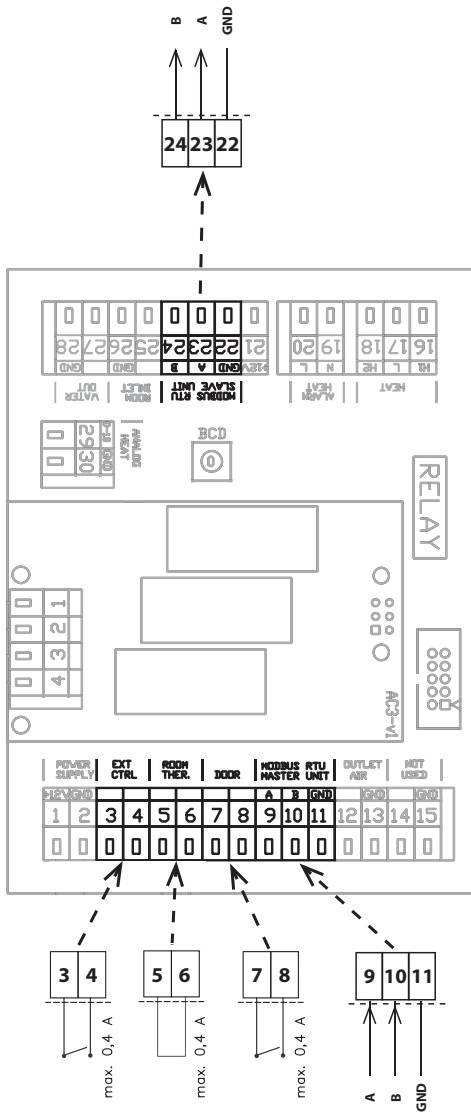 B
A
GND
24 23 22
28 27 26 25 24 23 22 21
GND GND B A GND +12V
WATER OUT
ROOM INLET
MODBUS RTU SLAVE UNIT
20 19 18 17 16
L N H2 L H1
ALARM HEAT
HEAT
29 30
0-10 GND
ANALOG HEAT
BCD
RELAY
1
2
3
4
AC3-V1
POWER SUPPLY
EXT CTRL
ROOM THER.
DOOR
MODBUS RTU MASTER UNIT
OUTLET AIR
NOT USED
+12V GND A B GND GND GND
1 2 3 4 5 6 7 8 9 10 11 12 13 14 15
3 4
max. 0,4 A
5 6
max. 0,4 A
7 8
max. 0,4 A
9 10 11
A
B
GND